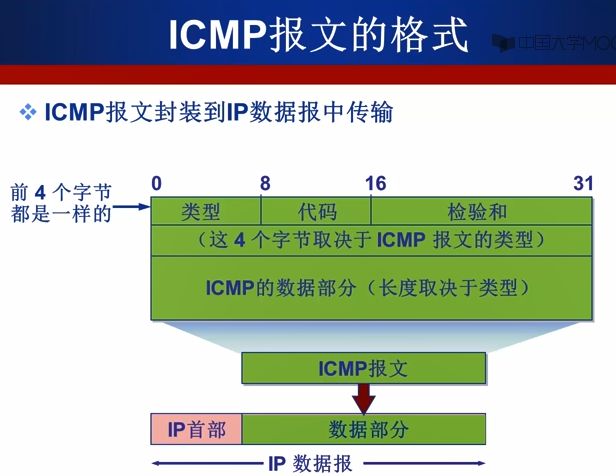 ICMP报文的格式
中国大学MOO
ICMP报文封装到IP数据报中传输
0 8 16 31
前 4 个字节
都是一样的
类型 代码 检验和
（这 4 个字节取决于 ICMP 报文的类型）
ICMP的数据部分（长度取决于类型）
ICMP报文
IP首部 数据部分
IP 数据报